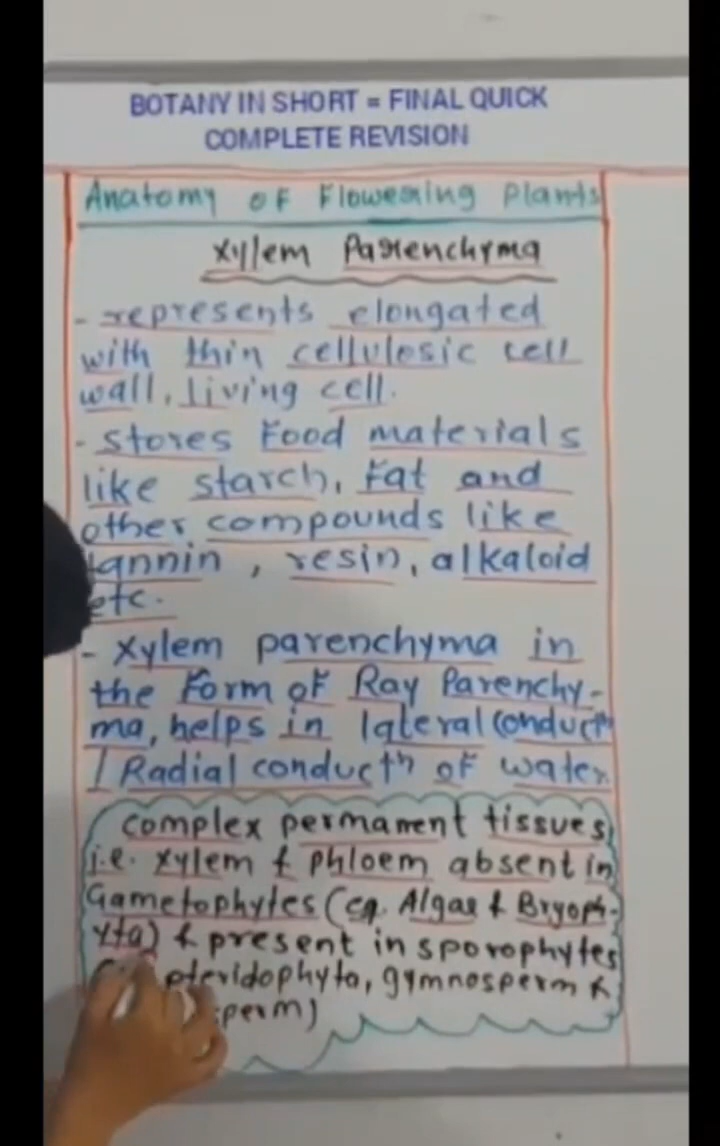 BOTANY IN SHORT = FINAL QUICK
COMPLETE REVISION
Anatomy of Flowering Plants
Xylem Parenchyma
- represents elongated
with thin cellulosic cell
wall, living cell.
- stores Food materials
like starch, Fat and
other compounds like
tannin, resin, alkaloid
etc.
- Xylem parenchyma in
the Form of Ray Parenchy-
ma, helps in lateral conductn
/ Radial conductn of water.
complex permanent tissues
i.e. xylem & phloem absent in
Gametophytes (eg. Algae & Bryoph-
yta) & present in sporophytes
pteridophyta, gymnosperm &
sperm)